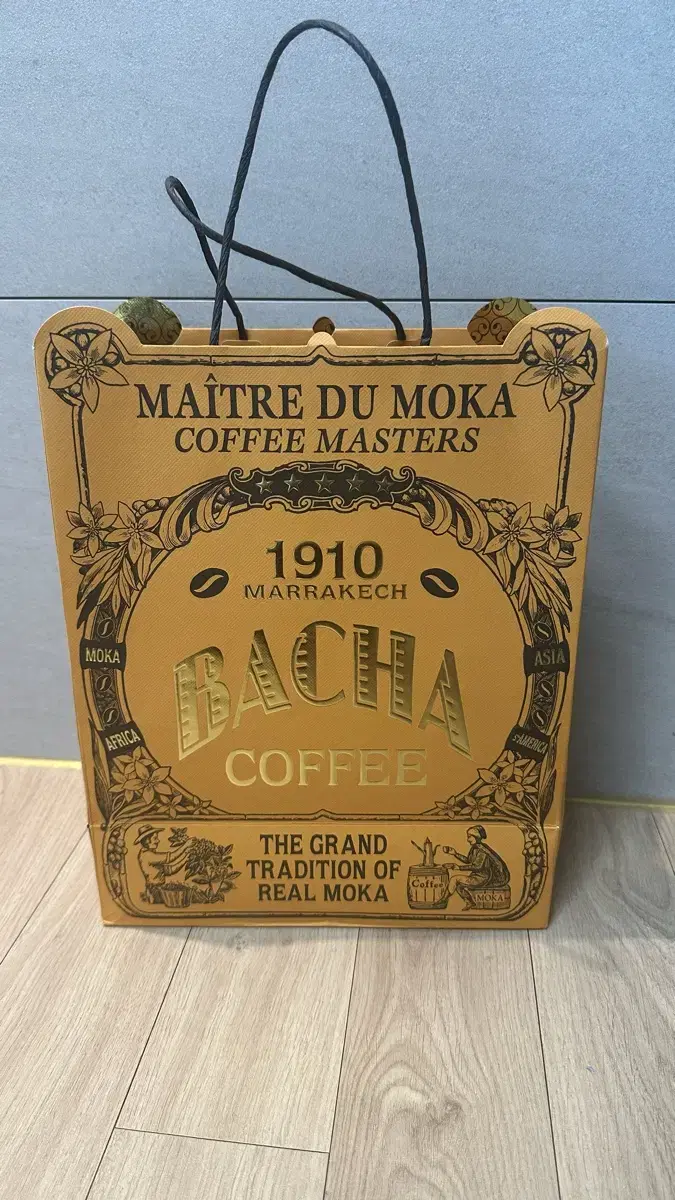 MAÎTRE DU MOKA
COFFEE MASTERS
1910
MARRAKECH
BACHA
COFFEE
MOKA
ASIA
AFRICA
S.AMERICA
THE GRAND
TRADITION OF
REAL MOKA
Coffee
MOKA